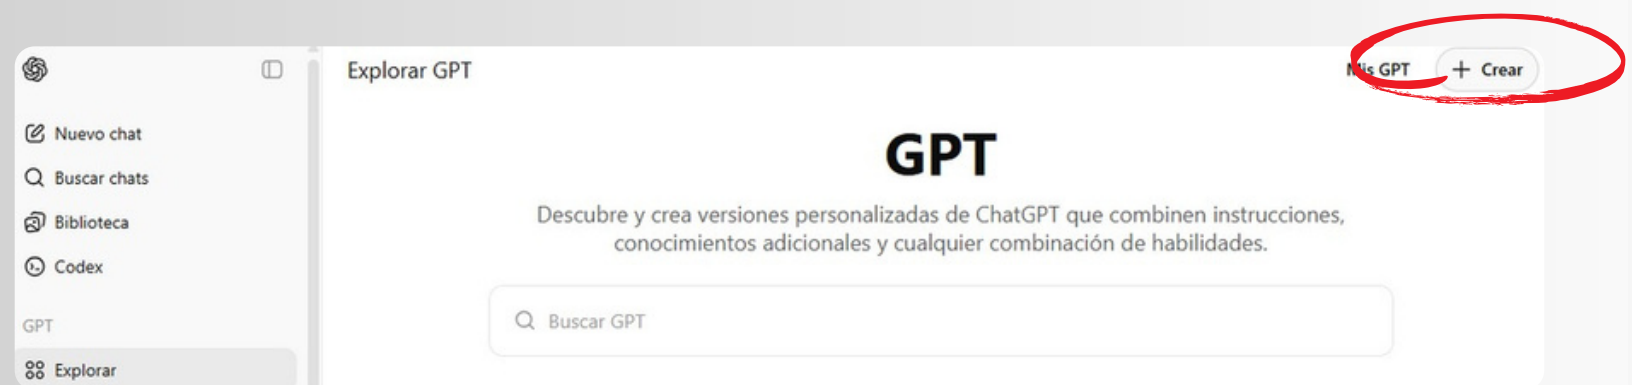 Explorar GPT
Mis GPT
+ Crear
Nuevo chat
Buscar chats
Biblioteca
Codex
GPT
Explorar
GPT
Descubre y crea versiones personalizadas de ChatGPT que combinen instrucciones,
conocimientos adicionales y cualquier combinación de habilidades.
Buscar GPT